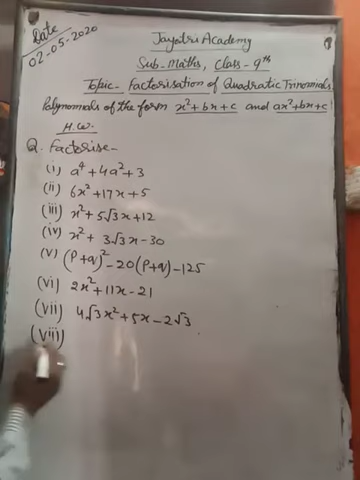 Date
02-05-2020
Jayotri Academy
Sub-Maths, Class-9th
Topic- Factorisation of Quadratic Trinomials.
Polynomials of the form x²+bx+c and ax²+bx+c!
H.W.
Q. Factorise-
(i) a⁴+4a²+3
(ii) 6x²+17x+5
(iii) x²+5√3x+12
(iv) x²+3√3x-30
(v) (p+q)²-20(p+q)-125
(vi) 2x²+11x-21
(vii) 4√3x²+5x-2√3
(viii)